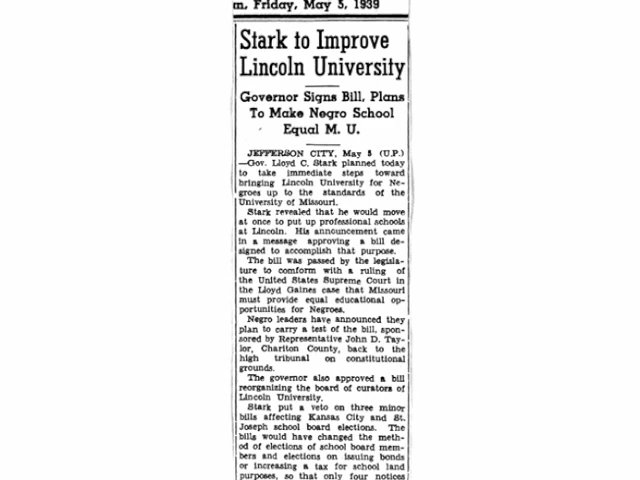 m, Friday, May 5, 1939
Stark to Improve
Lincoln University
Governor Signs Bill, Plans
To Make Negro School
Equal M. U.
JEFFERSON CITY, May 5 (U.P.)
—Gov. Lloyd C. Stark planned today
to take immediate steps toward
bringing Lincoln University for Ne-
groes up to the standards of the
University of Missouri.
Stark revealed that he would move
at once to put up professional schools
at Lincoln. His announcement came
in a message approving a bill de-
signed to accomplish that purpose.
The bill was passed by the legisla-
ture to comform with a ruling of
the United States Supreme Court in
the Lloyd Gaines case that Missouri
must provide equal educational op-
portunities for Negroes.
Negro leaders have announced they
plan to carry a test of the bill, spon-
sored by Representative John D. Tay-
lor, Chariton County, back to the
high tribunal on constitutional
grounds.
The governor also approved a bill
reorganizing the board of curators of
Lincoln University.
Stark put a veto on three minor
bills affecting Kansas City and St.
Joseph school board elections. The
bills would have changed the meth-
od of elections of school board mem-
bers and elections on issuing bonds
or increasing a tax for school land
purposes, so that only four notices